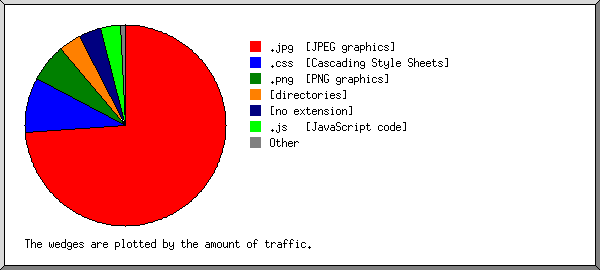 .jpg [JPEG graphics]
.css [Cascading Style Sheets]
.png [PNG graphics]
[directories]
[no extension]
.js [JavaScript code]
Other
The wedges are plotted by the amount of traffic.